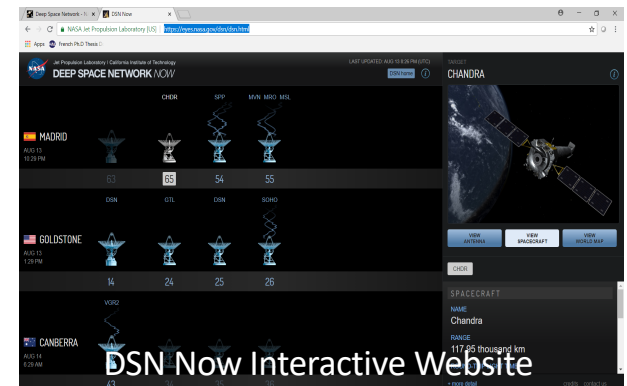 Deep Space Network - N
DSN Now
NASA Jet Propulsion Laboratory [US]
https://eyes.nasa.gov/dsn/dsn.html
Apps
French Ph.D Thesis
NASA
Jet Propulsion Laboratory | California Institute of Technology
DEEP SPACE NETWORK NOW
LAST UPDATED: AUG 13 8:29 PM (UTC)
DSN home
TARGET
CHANDRA
CHDR
SPP
MVN MRO MSL
MADRID
AUG 13
10:29 PM
63
65
54
55
DSN
GTL
DSN
SOHO
GOLDSTONE
AUG 13
1:29 PM
14
24
25
26
VGR2
CANBERRA
AUG 14
6:29 AM
43
VIEW ANTENNA
VIEW SPACECRAFT
VIEW WORLD MAP
CHDR
SPACECRAFT
NAME
Chandra
RANGE
117.95 thousand km
+ more detail
credits
contact us
DSN Now Interactive Website